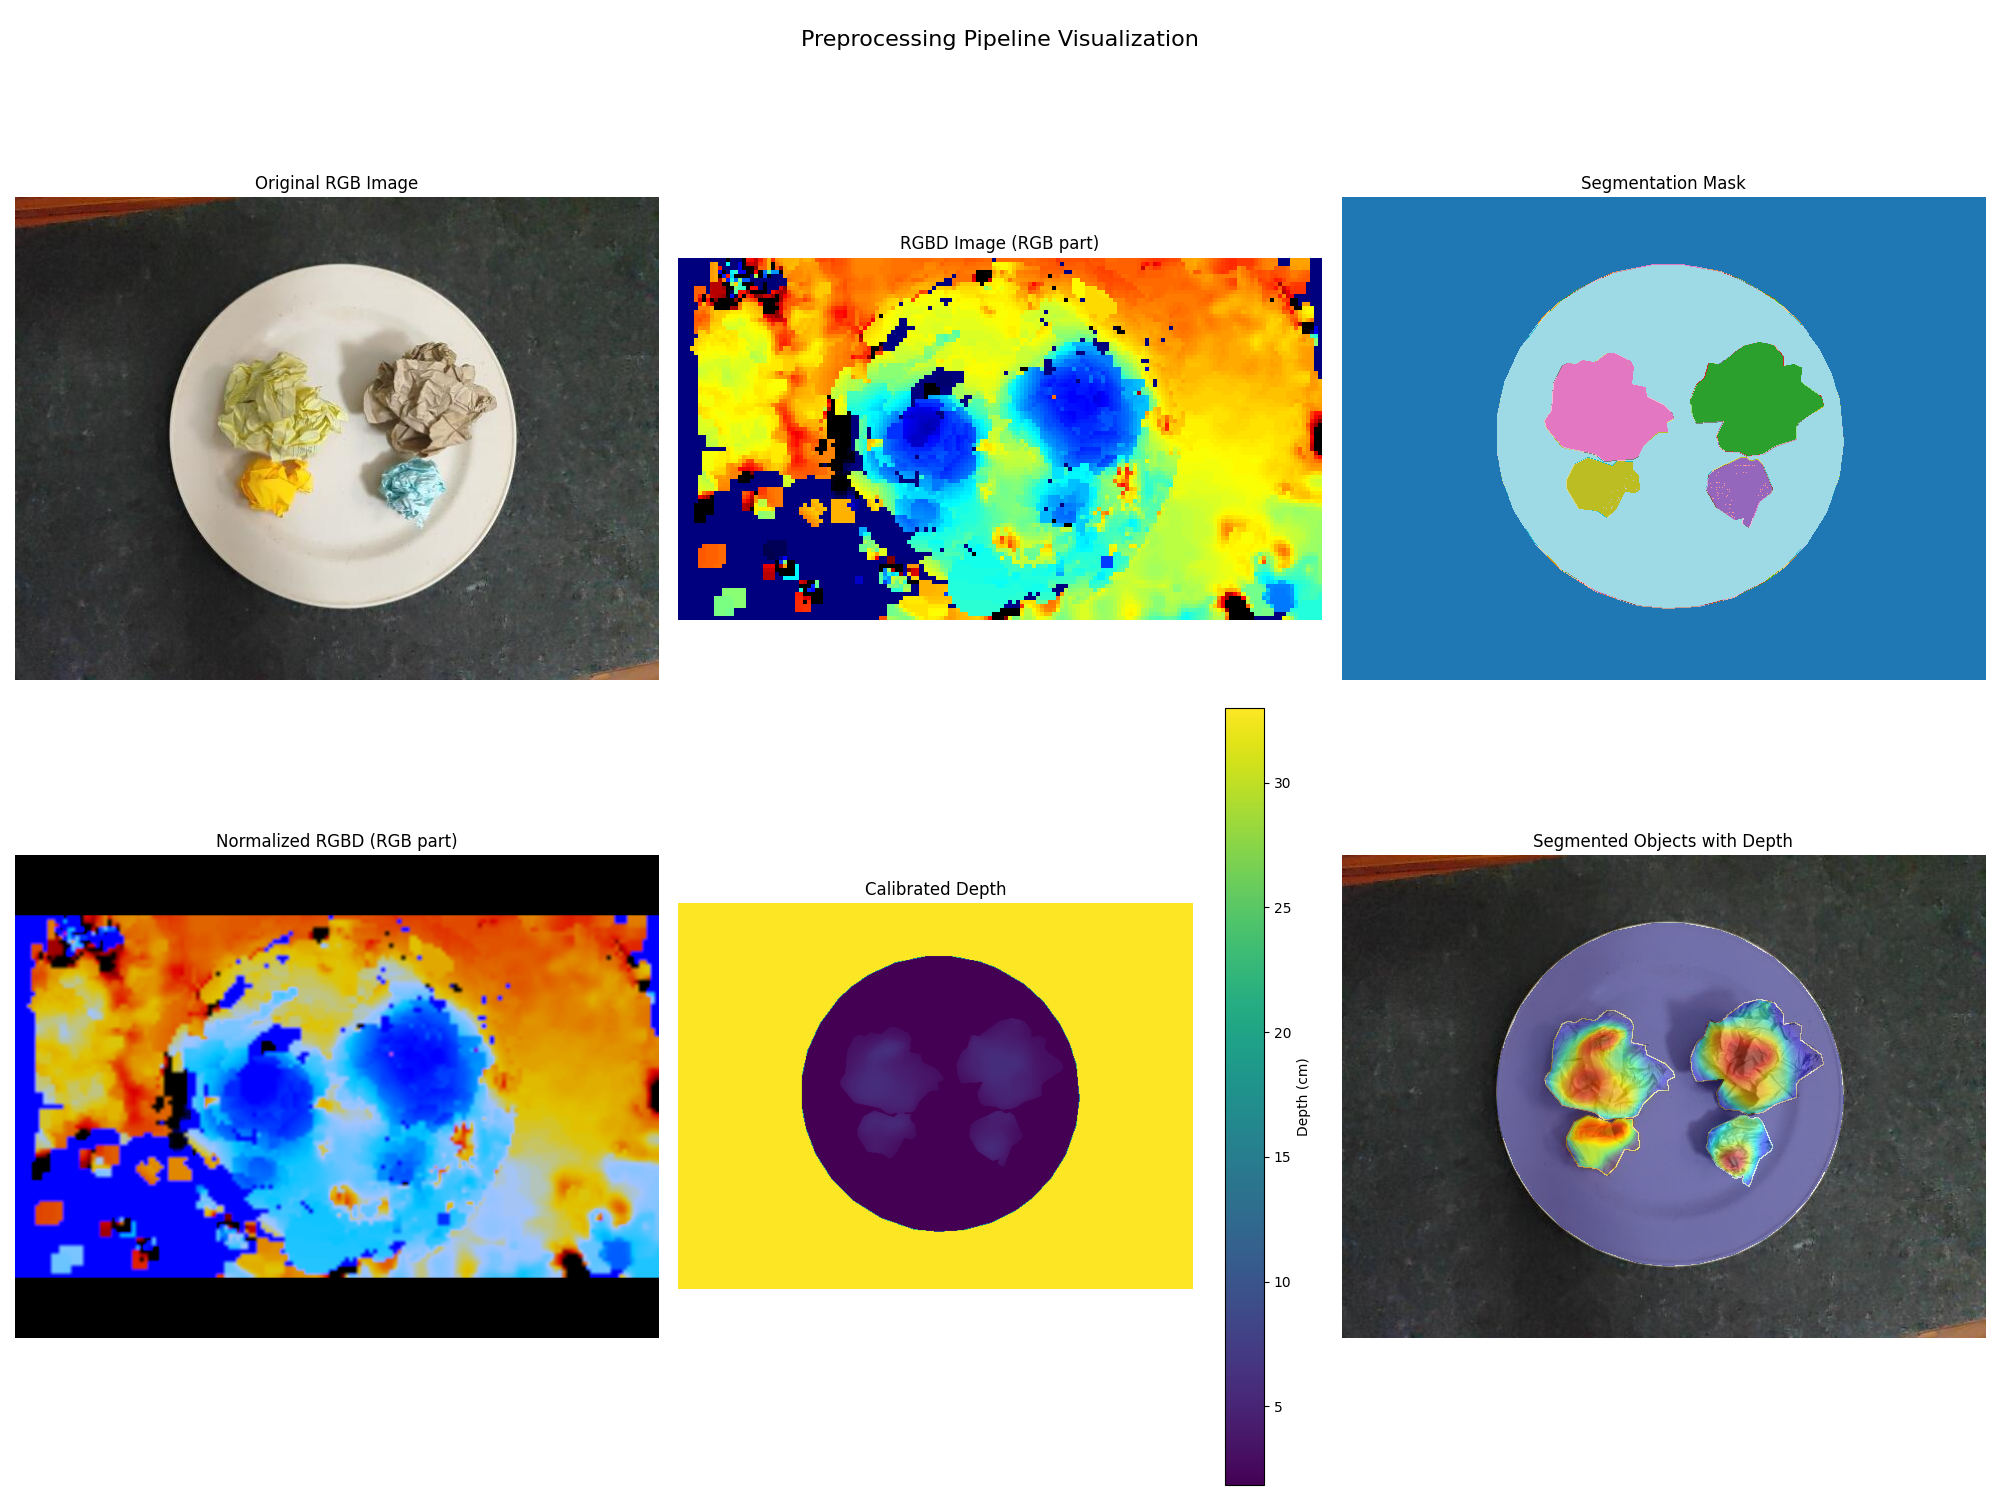 Preprocessing Pipeline Visualization
Original RGB Image
RGBD Image (RGB part)
Segmentation Mask
Normalized RGBD (RGB part)
Calibrated Depth
30
25
20
15
10
5
Depth (cm)
Segmented Objects with Depth